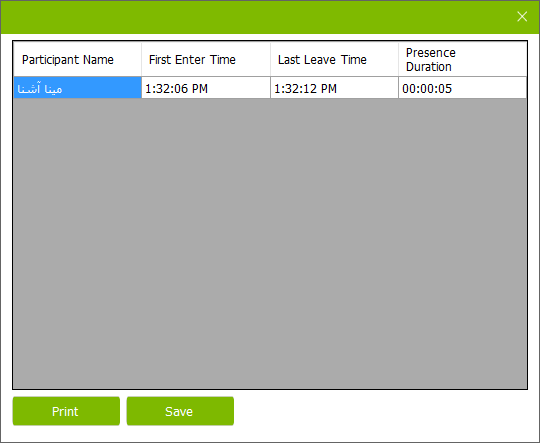 Participant Name First Enter Time Last Leave Time Presence Duration
مینا آشنا 1:32:06 PM 1:32:12 PM 00:00:05
Print Save